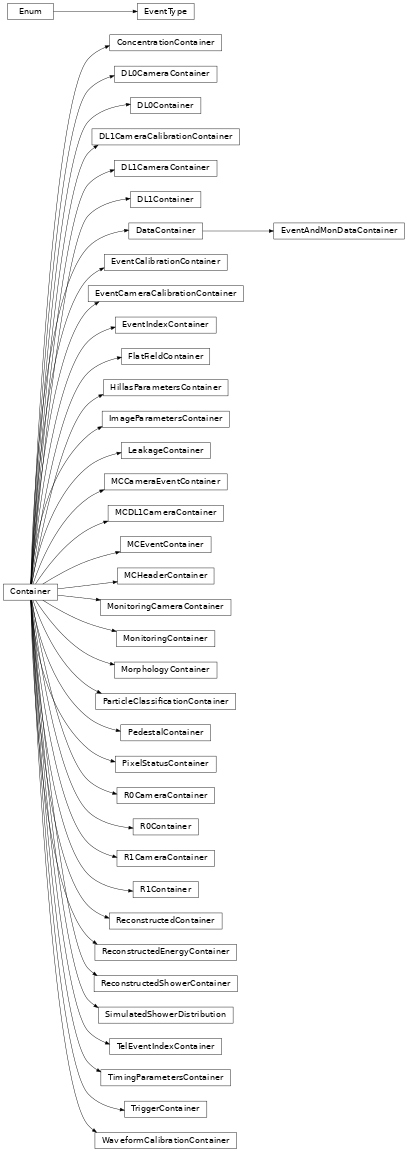 Enum
EventType
ConcentrationContainer
DL0CameraContainer
DL0Container
DL1CameraCalibrationContainer
DL1CameraContainer
DL1Container
DataContainer
EventAndMonDataContainer
EventCalibrationContainer
EventCameraCalibrationContainer
EventIndexContainer
FlatFieldContainer
HillasParametersContainer
ImageParametersContainer
LeakageContainer
MCCameraEventContainer
MCDL1CameraContainer
MCEventContainer
MCHeaderContainer
Container
MonitoringCameraContainer
MonitoringContainer
MorphologyContainer
ParticleClassificationContainer
PedestalContainer
PixelStatusContainer
R0CameraContainer
R0Container
R1CameraContainer
R1Container
ReconstructedContainer
ReconstructedEnergyContainer
ReconstructedShowerContainer
SimulatedShowerDistribution
TelEventIndexContainer
TimingParametersContainer
TriggerContainer
WaveformCalibrationContainer